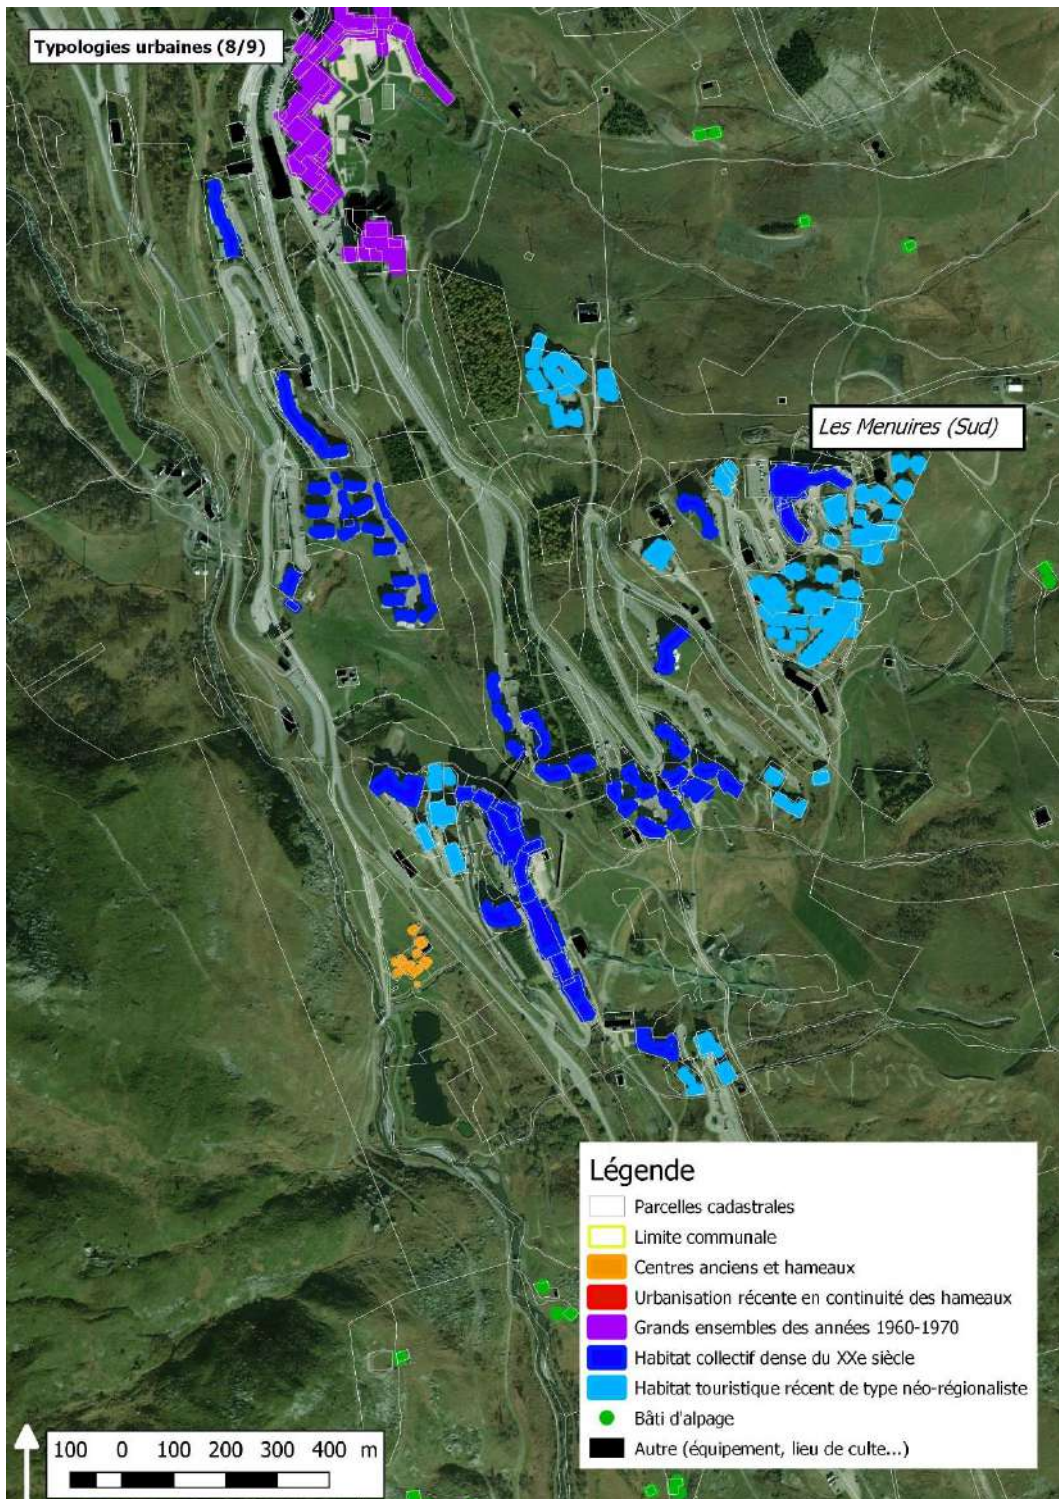 Typologies urbaines (8/9)
Les Menuires (Sud)
Légende
Parcelles cadastrales
Limite communale
Centres anciens et hameaux
Urbanisation récente en continuité des hameaux
Grands ensembles des années 1960-1970
Habitat collectif dense du XXe siècle
Habitat touristique récent de type néo-régionaliste
Bâti d'alpage
Autre (équipement, lieu de culte...)
100 0 100 200 300 400 m